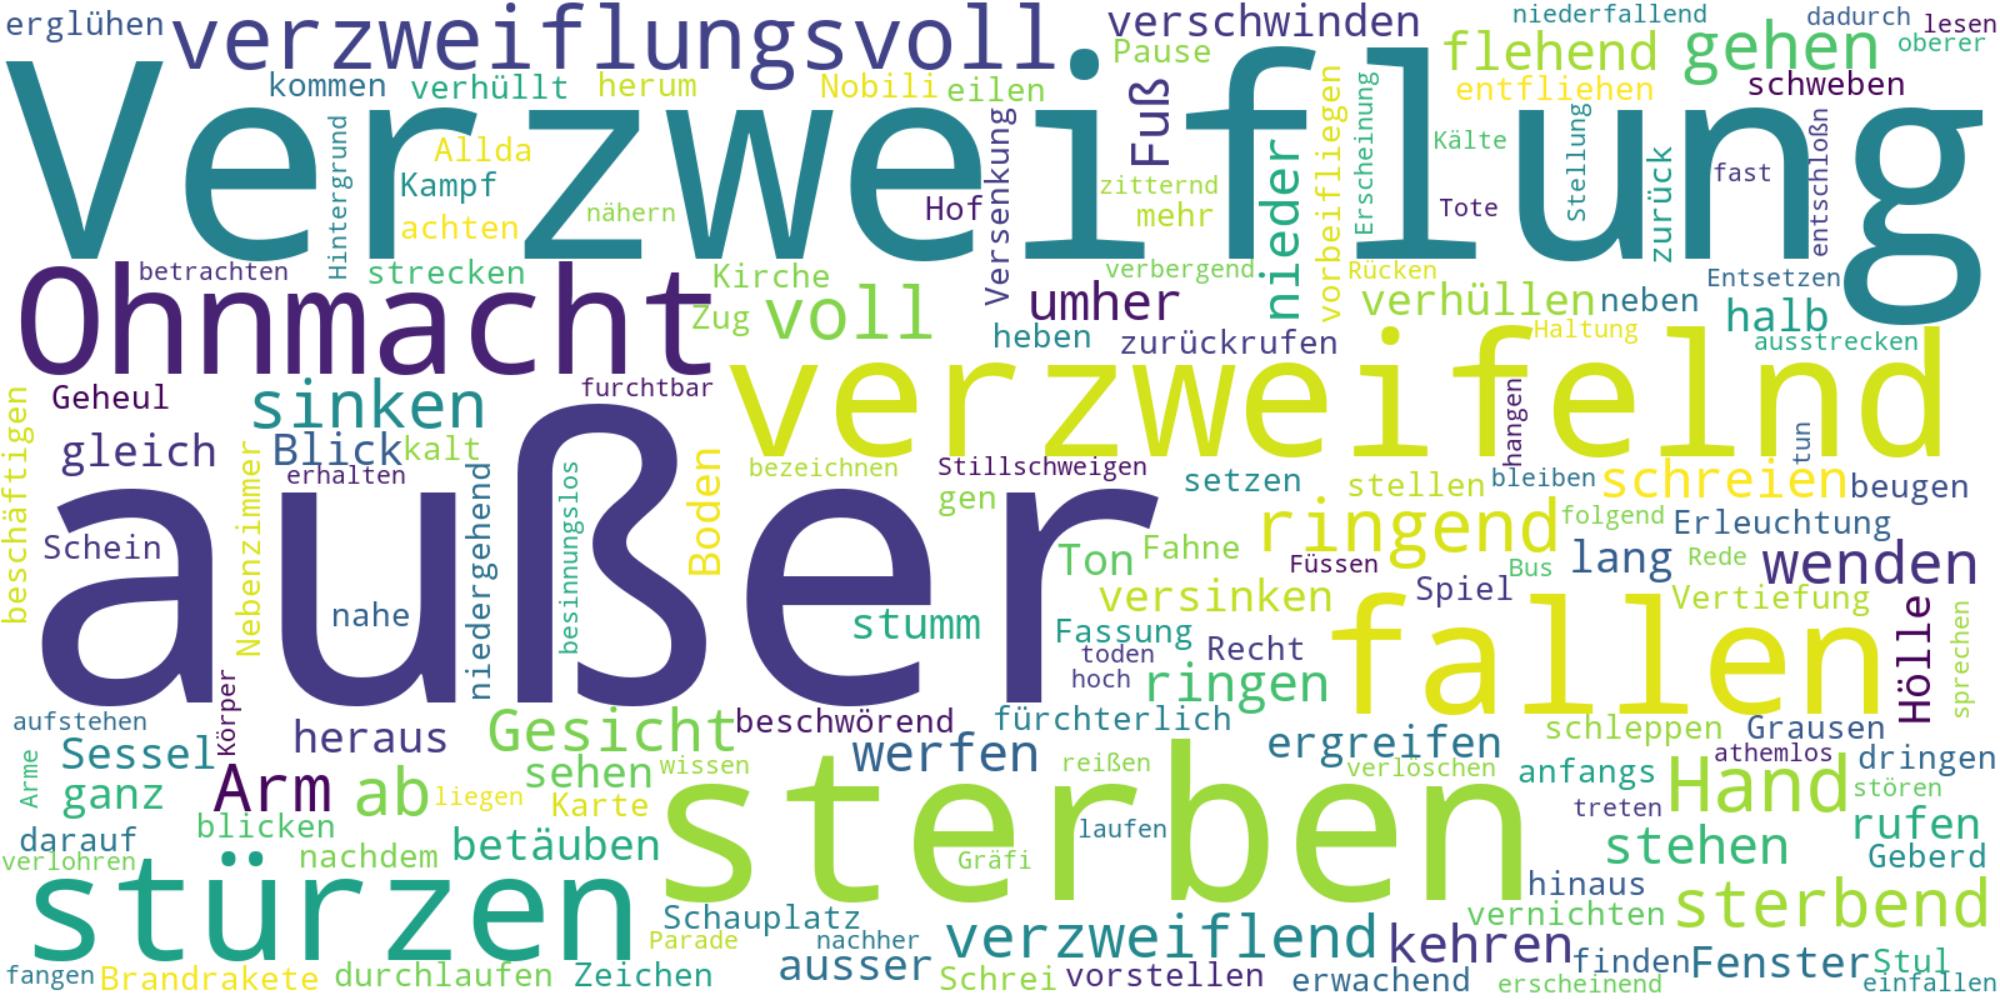 erglühen verzweiflungsvoll verschwinden niederfallend dadurch lesen
Pause flehend gehen oberer
kommen verhüllt herum Nobili eilen Fuß entfliehen schweben
Verzweiflung
Hintergrund Allda Versenkung vorbeifliegen Erscheinung Kälte Stellung entschloßn
Kampf zitternd nieder zurück fast
achten nähern Hof mehr Tote
Ohnmacht betrachten strecken Kirche verbergend Rücken Entsetzen
Zug voll umher verhüllen neben halb
heben zurückrufen Haltung ausstrecken
verzweifelnd
Geheul sinken furchtbar hangen
beschäftigen gleich Nebenzimmer Blick kalt Boden tun
erhalten niedergehend besinnungslos bezeichnen Stillschweigen setzen stellen bleiben schreien beugen
außer
gen ringend folgend Erleuchtung
Schein Ton Fahne Füssen Bus lang Rede wenden
nahe stumm versinken Spiel Vertiefung Hölle sprechen
Fassung toden Recht fallen
hoch ringen
aufstehen Körper heraus Gesicht beschwörend fürchterlich schleppen Grausen
Arme Sessel werfen ergreifen athemlos dringen
ganz Arm ab liegen sehen wissen reißen verlöschen anfangs Hand stören
Karte sterben treten
darauf blicken laufen rufen
verlohren nachdem betäuben Gräfi stehen Geberd
stürzen hinaus sterbend
Schauplatz vernichten
Parade nachher verzweiflend kehren
fangen Brandrakete durchlaufen Zeichen ausser Schrei vorstellen erwachend erscheinend finden Fenster Stul einfallen